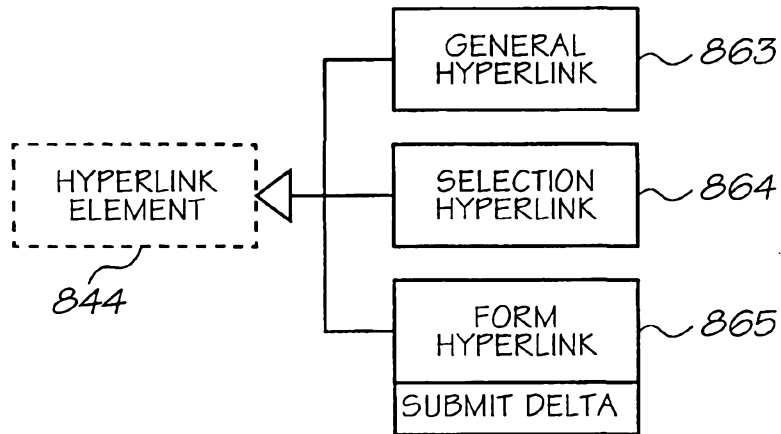 GENERAL
HYPERLINK
863
HYPERLINK
ELEMENT
844
SELECTION
HYPERLINK
864
FORM
HYPERLINK
865
SUBMIT DELTA